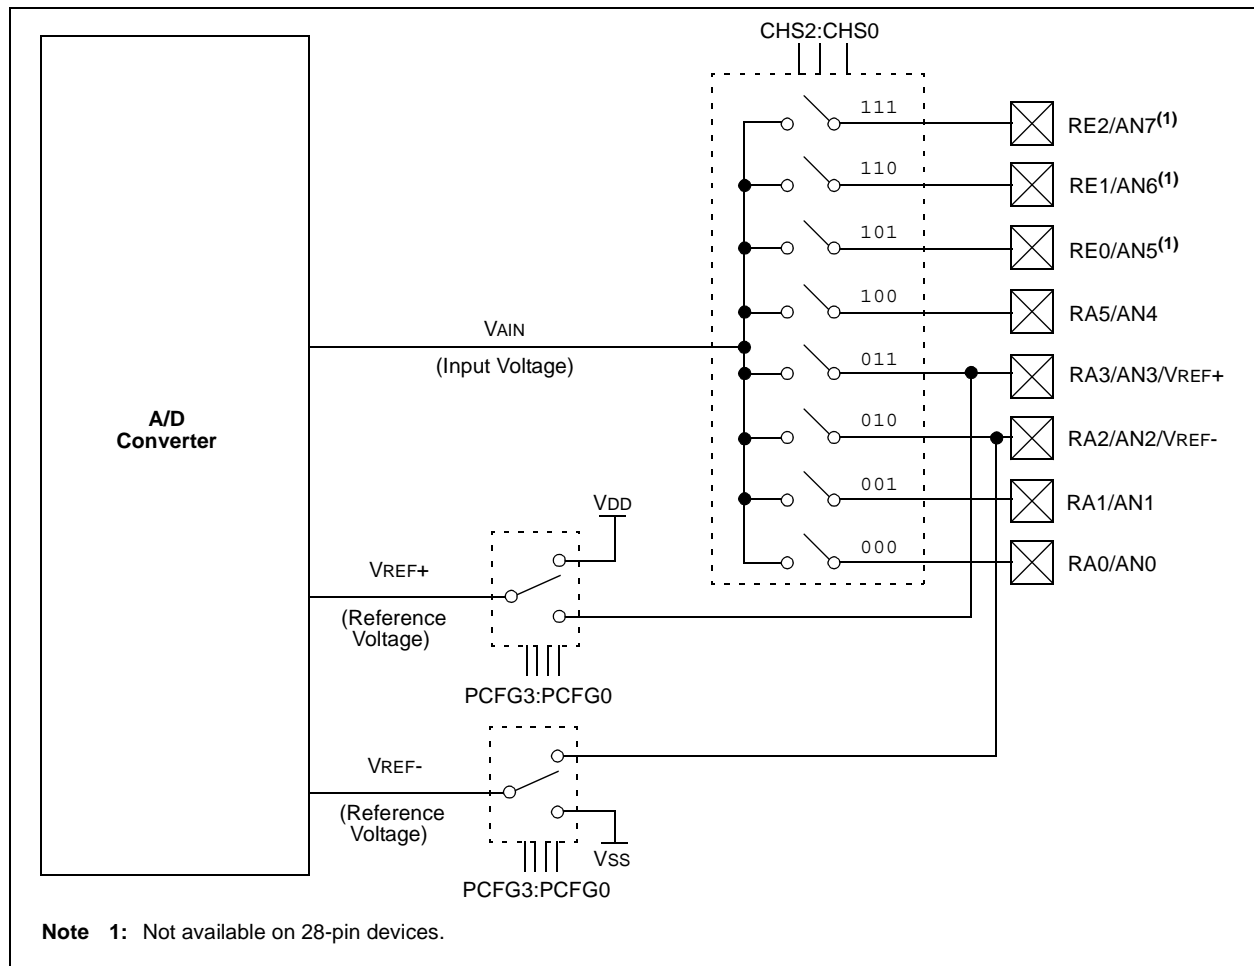 CHS2:CHS0
111
RE2/AN7(1)
110
RE1/AN6(1)
101
RE0/AN5(1)
100
RA5/AN4
VAIN
(Input Voltage)
011
RA3/AN3/VREF+
A/D
Converter
010
RA2/AN2/VREF-
001
RA1/AN1
VDD
000
RA0/AN0
VREF+
(Reference
Voltage)
PCFG3:PCFG0
VREF-
(Reference
Voltage)
VSS
PCFG3:PCFG0
Note 1: Not available on 28-pin devices.